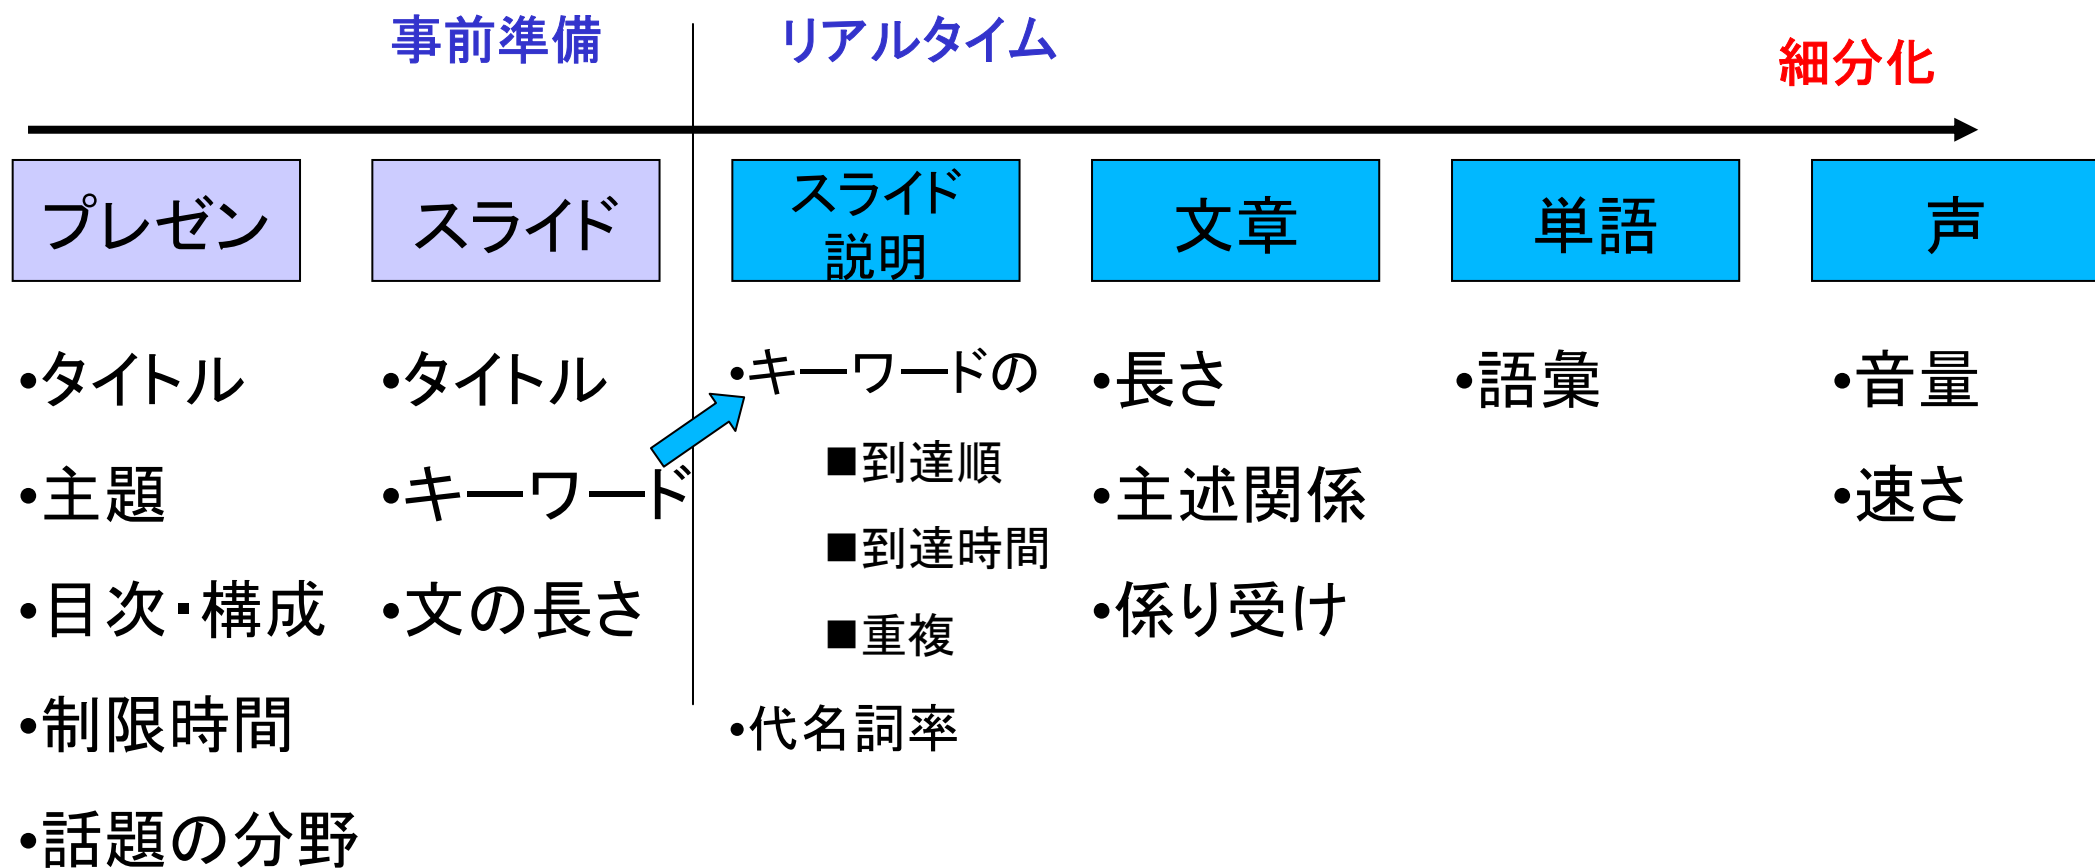 事前準備
リアルタイム
細分化
プレゼン
スライド
スライド
説明
文章
単語
声
•タイトル
•主題
•目次・構成
•制限時間
•話題の分野
•タイトル
•キーワード
•文の長さ
•キーワードの
■到達順
■到達時間
■重複
•代名詞率
•長さ
•主述関係
•係り受け
•語彙
•音量
•速さ